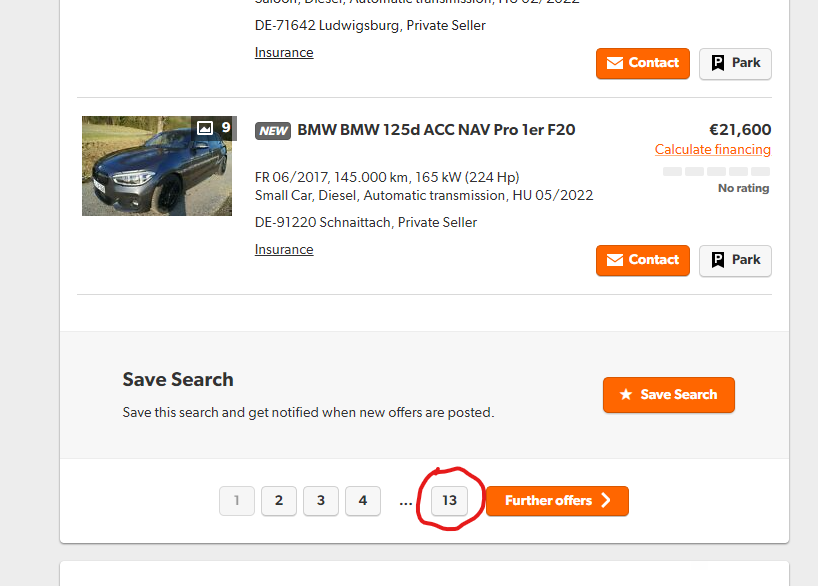 Saloon, Diesel, Automatic transmission, HU 02/2022
DE-71642 Ludwigsburg, Private Seller
Insurance
Contact
Park
9
NEW BMW BMW 125d ACC NAV Pro 1er F20
€21,600
Calculate financing
FR 06/2017, 145.000 km, 165 kW (224 Hp)
Small Car, Diesel, Automatic transmission, HU 05/2022
No rating
DE-91220 Schnaittach, Private Seller
Insurance
Contact
Park
Save Search
Save this search and get notified when new offers are posted.
Save Search
1 2 3 4 ... 13 Further offers